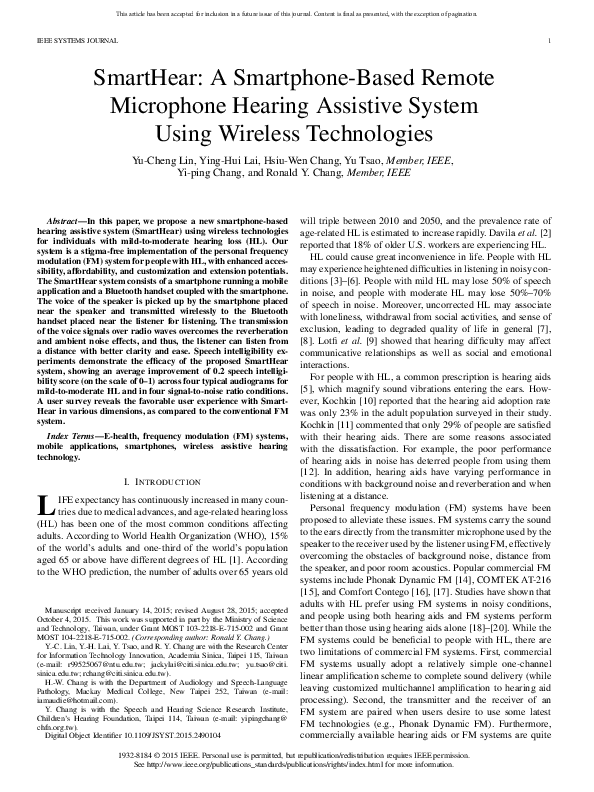 This article has been accepted for inclusion in a future issue of this journal. Content is final as presented, with the exception of pagination.
IEEE SYSTEMS JOURNAL
1
SmartHear: A Smartphone-Based Remote
Microphone Hearing Assistive System
Using Wireless Technologies
Yu-Cheng Lin, Ying-Hui Lai, Hsiu-Wen Chang, Yu Tsao, Member, IEEE,
Yi-ping Chang, and Ronald Y. Chang, Member, IEEE
Abstract—In this paper, we propose a new smartphone-based
hearing assistive system (SmartHear) using wireless technologies
for individuals with mild-to-moderate hearing loss (HL). Our
system is a stigma-free implementation of the personal frequency
modulation (FM) system for people with HL, with enhanced acces-
sibility, affordability, and customization and extension potentials.
The SmartHear system consists of a smartphone running a mobile
application and a Bluetooth handset coupled with the smartphone.
The voice of the speaker is picked up by the smartphone placed
near the speaker and transmitted wirelessly to the Bluetooth
handset placed near the listener for listening. The transmission
of the voice signals over radio waves overcomes the reverberation
and ambient noise effects, and thus, the listener can listen from
a distance with better clarity and ease. Speech intelligibility ex-
periments demonstrate the efficacy of the proposed SmartHear
system, showing an average improvement of 0.2 speech intelligi-
bility score (on the scale of 0–1) across four typical audiograms for
mild-to-moderate HL and in four signal-to-noise ratio conditions.
A user survey reveals the favorable user experience with Smart-
Hear in various dimensions, as compared to the conventional FM
system.
Index Terms—E-health, frequency modulation (FM) systems,
mobile applications, smartphones, wireless assistive hearing
technology.
I. INTRODUCTION
LIFE expectancy has continuously increased in many coun-
tries due to medical advances, and age-related hearing loss
(HL) has been one of the most common conditions affecting
adults. According to World Health Organization (WHO), 15%
of the world's adults and one-third of the world's population
aged 65 or above have different degrees of HL [1]. According
to the WHO prediction, the number of adults over 65 years old
Manuscript received January 14, 2015; revised August 28, 2015; accepted
October 4, 2015. This work was supported in part by the Ministry of Science
and Technology, Taiwan, under Grant MOST 103-2218-E-715-002 and Grant
MOST 104-2218-E-715-002. (Corresponding author: Ronald Y. Chang.)
Y.-C. Lin, Y.-H. Lai, Y. Tsao, and R. Y. Chang are with the Research Center
for Information Technology Innovation, Academia Sinica, Taipei 115, Taiwan
(e-mail: r95525067@ntu.edu.tw; jackylai@citi.sinica.edu.tw; yu.tsao@citi.
sinica.edu.tw; rchang@citi.sinica.edu.tw).
H.-W. Chang is with the Department of Audiology and Speech-Language
Pathology, Mackay Medical College, New Taipei 252, Taiwan (e-mail:
iamaudie@hotmail.com).
Y. Chang is with the Speech and Hearing Science Research Institute,
Children's Hearing Foundation, Taipei 114, Taiwan (e-mail: yipingchang@
chfn.org.tw).
Digital Object Identifier 10.1109/JSYST.2015.2490104
will triple between 2010 and 2050, and the prevalence rate of
age-related HL is estimated to increase rapidly. Davila et al. [2]
reported that 18% of older U.S. workers are experiencing HL.
HL could cause great inconvenience in life. People with HL
may experience heightened difficulties in listening in noisy con-
ditions [3]–[6]. People with mild HL may lose 50% of speech
in noise, and people with moderate HL may lose 50%–70%
of speech in noise. Moreover, uncorrected HL may associate
with loneliness, withdrawal from social activities, and sense of
exclusion, leading to degraded quality of life in general [7],
[8]. Lotfi et al. [9] showed that hearing difficulty may affect
communicative relationships as well as social and emotional
interactions.
For people with HL, a common prescription is hearing aids
[5], which magnify sound vibrations entering the ears. How-
ever, Kochkin [10] reported that the hearing aid adoption rate
was only 23% in the adult population surveyed in their study.
Kochkin [11] commented that only 29% of people are satisfied
with their hearing aids. There are some reasons associated
with the dissatisfaction. For example, the poor performance
of hearing aids in noise has deterred people from using them
[12]. In addition, hearing aids have varying performance in
conditions with background noise and reverberation and when
listening at a distance.
Personal frequency modulation (FM) systems have been
proposed to alleviate these issues. FM systems carry the sound
to the ears directly from the transmitter microphone used by the
speaker to the receiver used by the listener using FM, effectively
overcoming the obstacles of background noise, distance from
the speaker, and poor room acoustics. Popular commercial FM
systems include Phonak Dynamic FM [14], COMTEK AT-216
[15], and Comfort Contego [16], [17]. Studies have shown that
adults with HL prefer using FM systems in noisy conditions,
and people using both hearing aids and FM systems perform
better than those using hearing aids alone [18]–[20]. While the
FM systems could be beneficial to people with HL, there are
two limitations of commercial FM systems. First, commercial
FM systems usually adopt a relatively simple one-channel
linear amplification scheme to complete sound delivery (while
leaving customized multichannel amplification to hearing aid
processing). Second, the transmitter and the receiver of an
FM system are paired when users desire to use some latest
FM technologies (e.g., Phonak Dynamic FM). Furthermore,
commercially available hearing aids or FM systems are quite
1932-8184 © 2015 IEEE. Personal use is permitted, but republication/redistribution requires IEEE permission.
See http://www.ieee.org/publications_standards/publications/rights/index.html for more information.